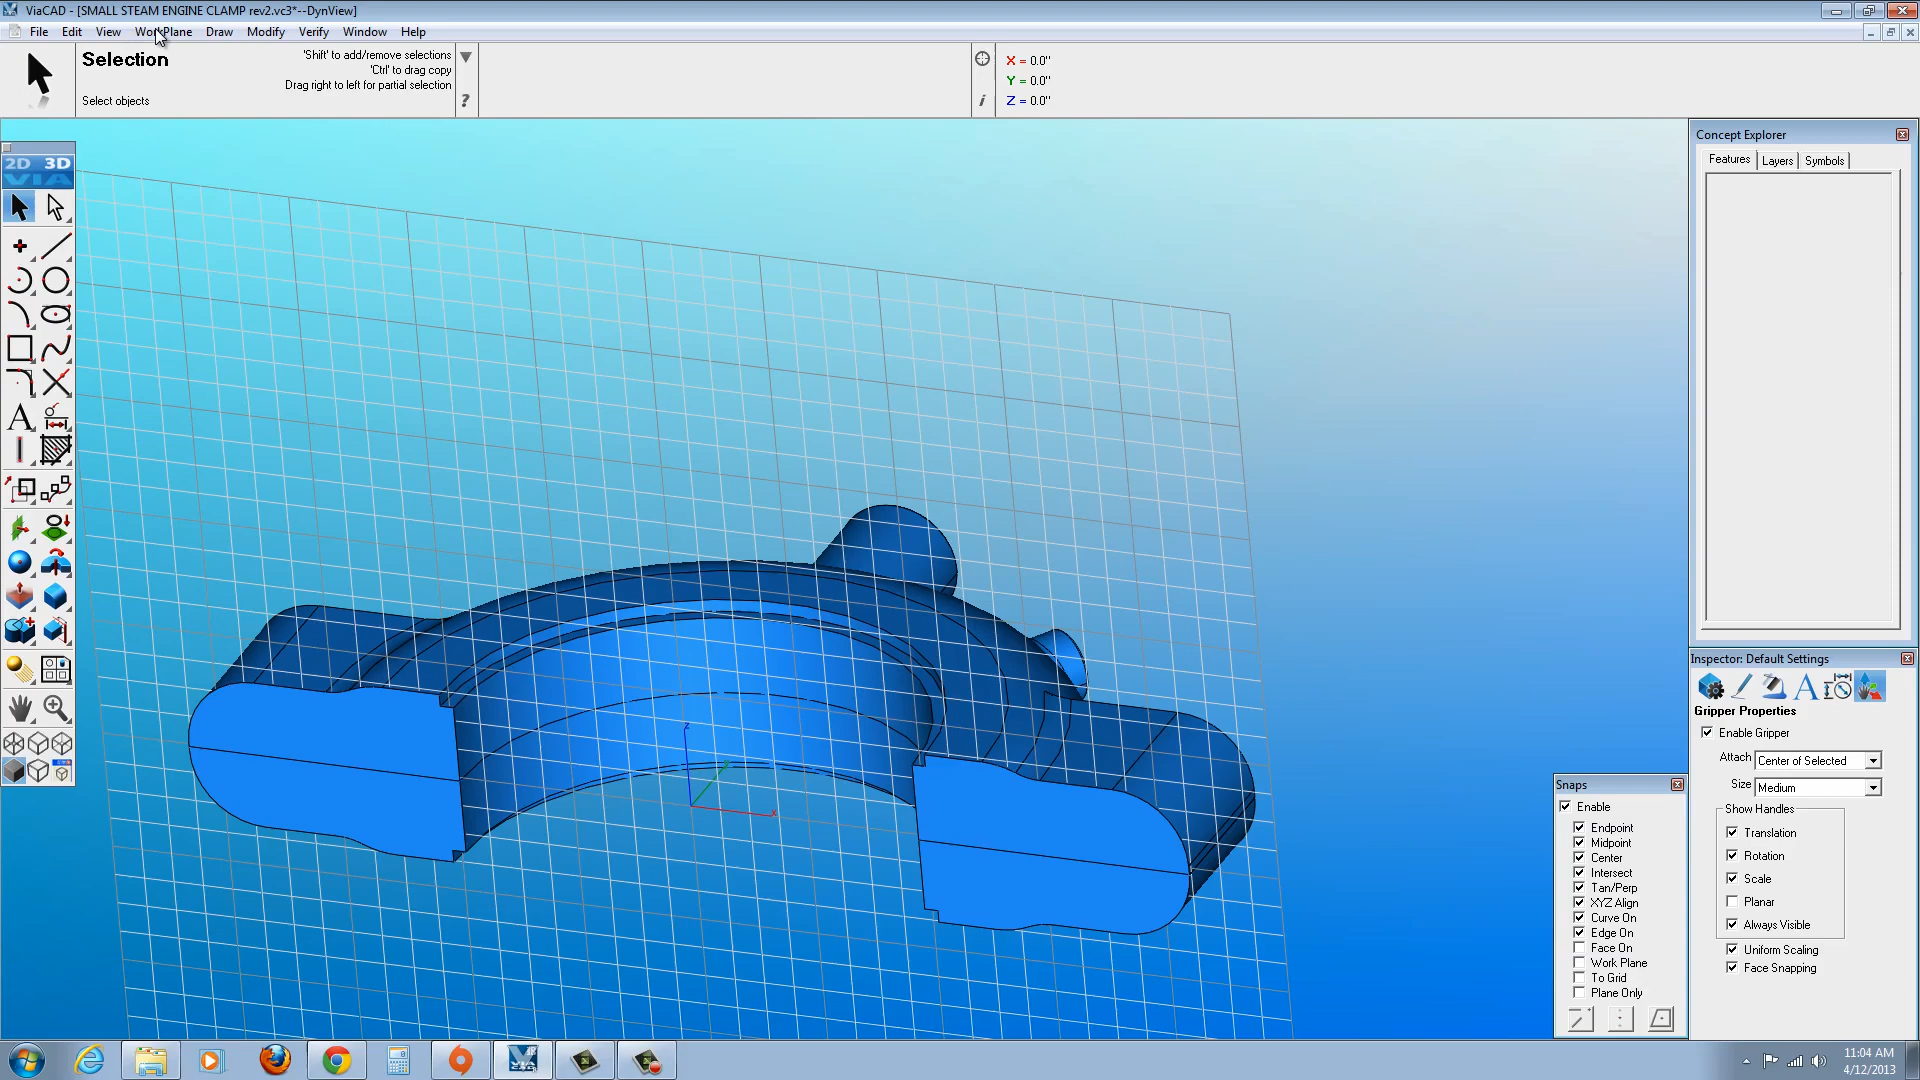 ViaCAD - [SMALL STEAM ENGINE CLAMP rev2.vc3*--DynView]
File Edit View WorkPlane Draw Modify Verify Window Help
Selection
'Shift' to add/remove selections
'Ctrl' to drag copy
Drag right to left for partial selection
Select objects
?
i
X = 0.0"
Y = 0.0"
Z = 0.0"
2D 3D
VIA
Concept Explorer
Features Layers Symbols
Inspector: Default Settings
Gripper Properties
Enable Gripper
Attach Center of Selected
Size Medium
Show Handles
Translation
Rotation
Scale
Planar
Always Visible
Uniform Scaling
Face Snapping
Snaps
Enable
Endpoint
Midpoint
Center
Intersect
Tan/Perp
XYZ Align
Curve On
Edge On
Face On
Work Plane
To Grid
Plane Only
z
x
11:04 AM
4/12/2013